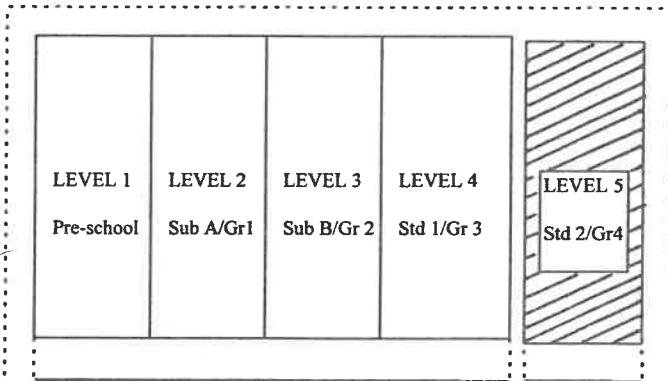 LEVEL 1
Pre-school
LEVEL 2
Sub A/Gr1
LEVEL 3
Sub B/Gr 2
LEVEL 4
Std 1/Gr 3
LEVEL 5
Std 2/Gr4